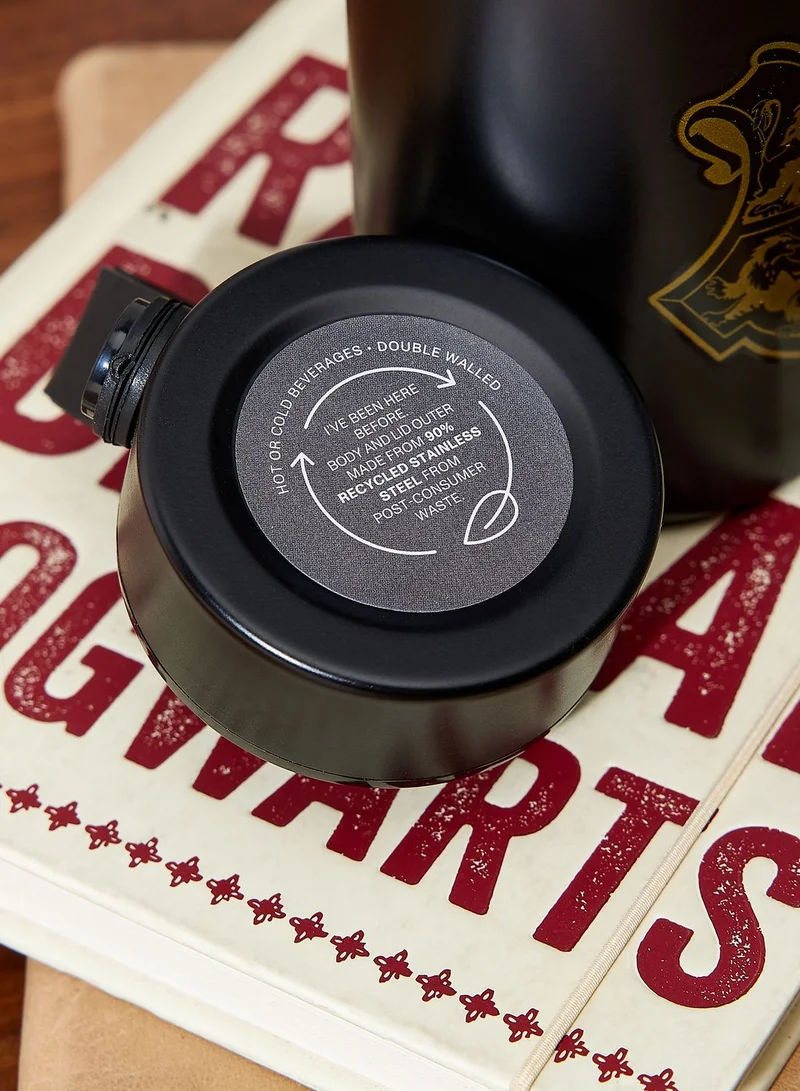 HOT OR COLD BEVERAGES • DOUBLE WALLED
I'VE BEEN HERE
BEFORE.
BODY AND LID OUTER
MADE FROM 90%
RECYCLED STAINLESS
STEEL FROM
POST-CONSUMER
WASTE.
OGWARTS